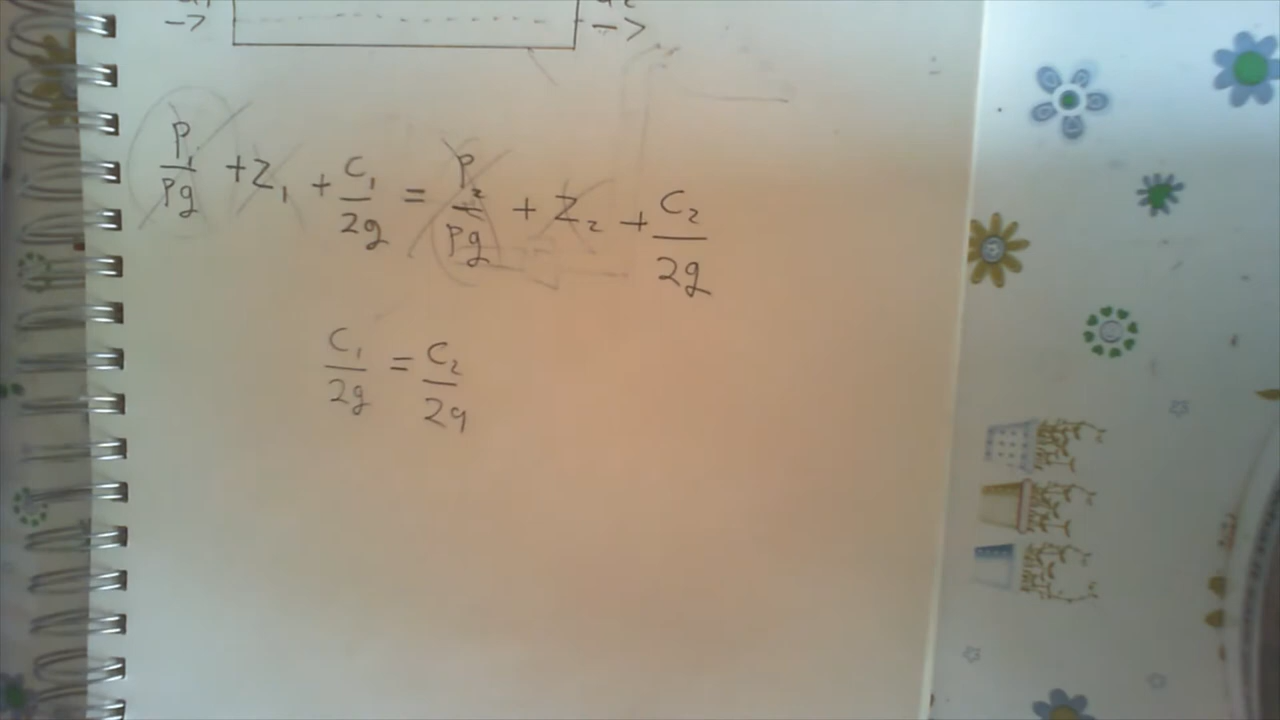 -> ->
P₁/ρg + Z₁ + C₁/2g = P₂/ρg + Z₂ + C₂/2g
C₁/2g = C₂/2g